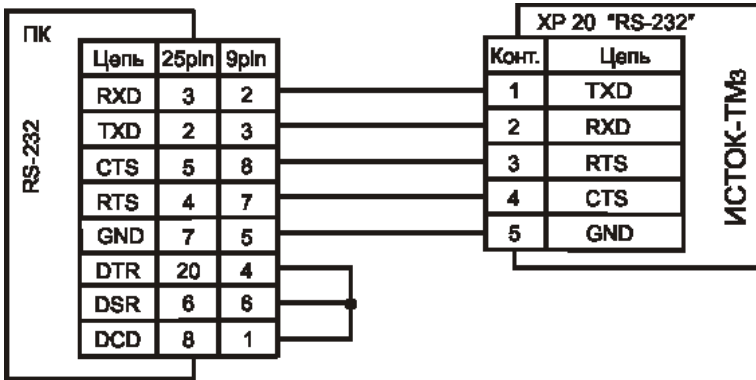 ПК
RS-232
Цепь 25pin 9pin
RXD 3 2
TXD 2 3
CTS 5 8
RTS 4 7
GND 7 5
DTR 20 4
DSR 6 6
DCD 8 1
XP 20 "RS-232"
Конт. Цепь
1 TXD
2 RXD
3 RTS
4 CTS
5 GND
ИСТОК-ТМ3